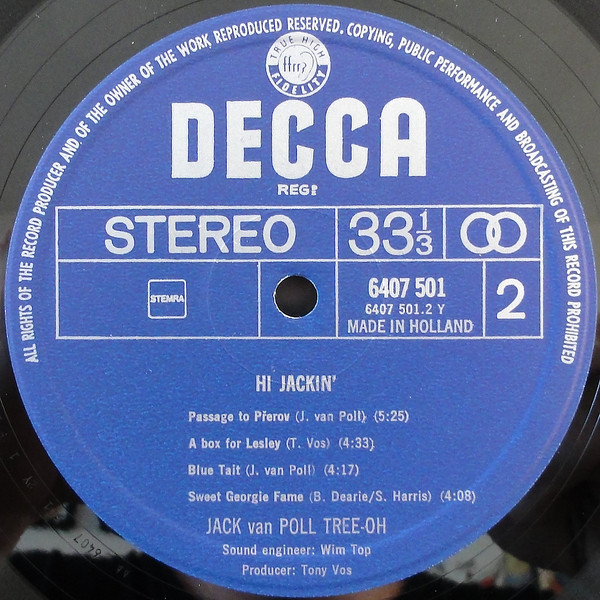 ALL RIGHTS OF THE RECORD PRODUCER AND OF THE OWNER OF THE WORK REPRODUCED RESERVED. COPYING, PUBLIC PERFORMANCE AND BROADCASTING OF THIS RECORD PROHIBITED
TRUE HIGH
ffrr
FIDELITY
DECCA
REGD
STEREO 33 1/3
STEMRA
6407 501
6407 501.2 Y
MADE IN HOLLAND
2
HI JACKIN'
Passage to Přerov (J. van Poll) (5:25)
A box for Lesley (T. Vos) (4:33)
Blue Tait (J. van Poll) (4:17)
Sweet Georgie Fame (B. Dearie/S. Harris) (4:08)
JACK van POLL TREE-OH
Sound engineer: Wim Top
Producer: Tony Vos